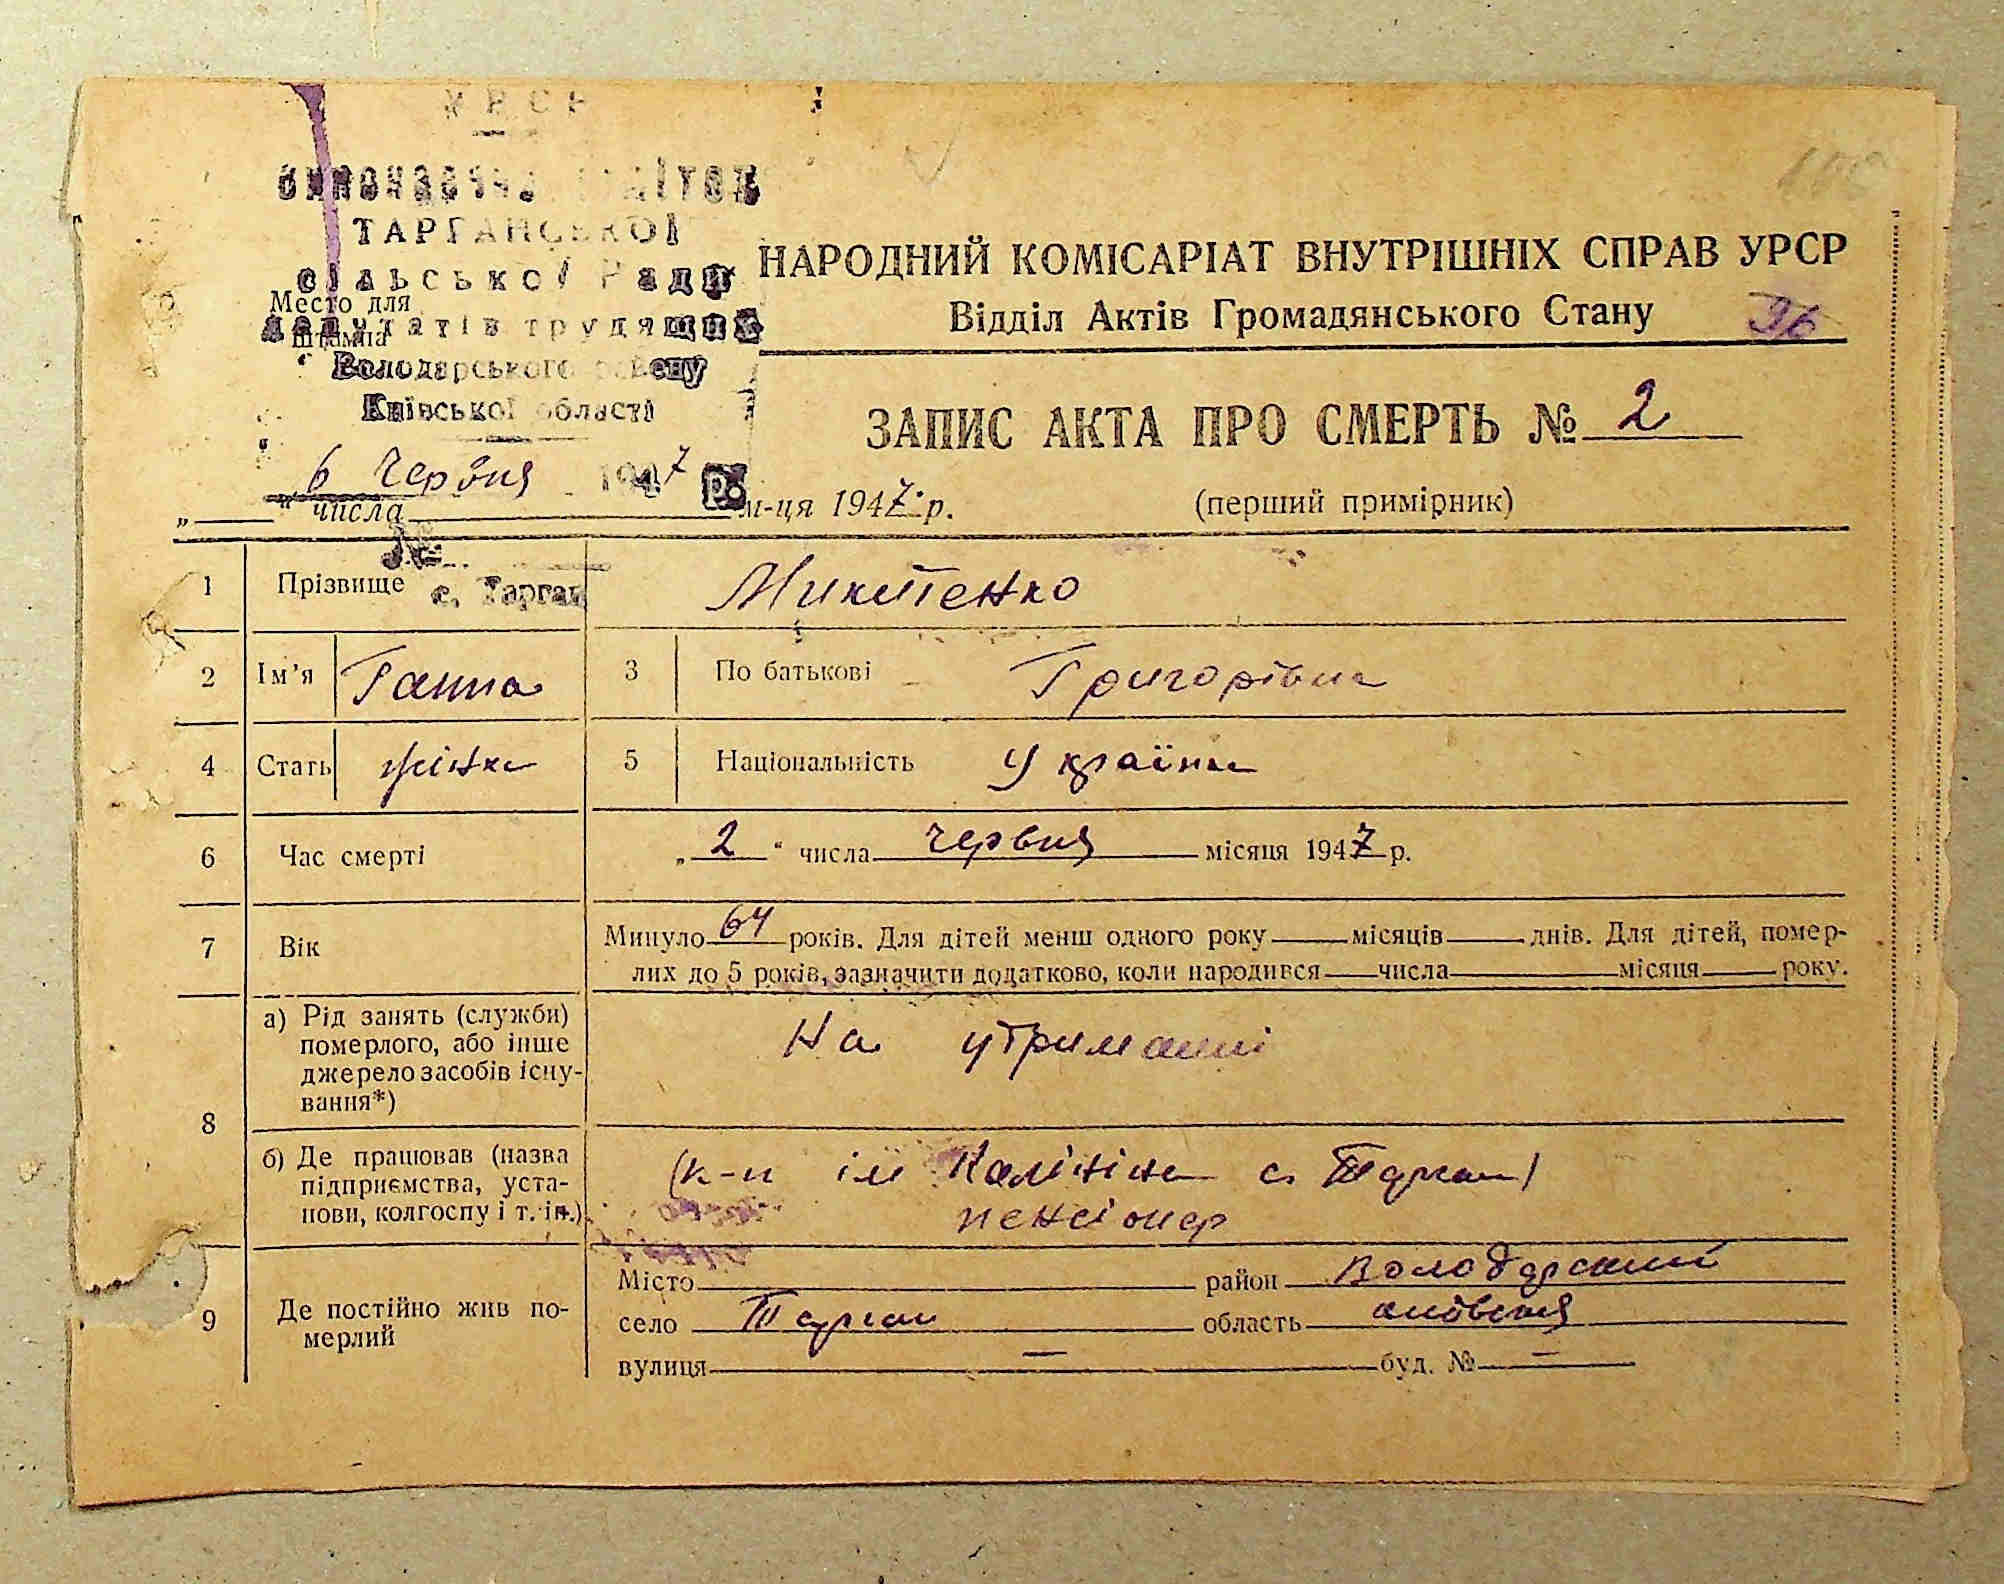 УРСР
виконавчий комітет
ТАРГАНСЬКОЇ
сільської Ради
Место для
депутатів трудящих
штампа
Володарського району
Київської області
6 Червня 1947 р.
„ “ числа м-ця 1947 р.
№
с. Тарган
100
НАРОДНИЙ КОМІСАРІАТ ВНУТРІШНІХ СПРАВ УРСР
Відділ Актів Громадянського Стану 96
ЗАПИС АКТА ПРО СМЕРТЬ № 2
(перший примірник)
1 Прізвище Микитенко
2 Ім'я Ганна 3 По батькові Григорівна
4 Стать жінка 5 Національність Українка
6 Час смерті „2“ числа червня місяця 1947 р.
7 Вік Минуло 64 років. Для дітей менш одного року місяців днів. Для дітей, помер-
лих до 5 років, зазначити додатково, коли народився числа місяця року.
8 а) Рід занять (служби)
померлого, або інше
джерело засобів існу-
вання*)
На утриманні
б) Де працював (назва
підприємства, уста-
нови, колгоспу і т. ін.)
(к-п ім Калініна с. Тарган)
пенсіонер
9 Де постійно жив по-
мерлий
Місто район Володарский
село Тарган область
вулиця — буд. № —